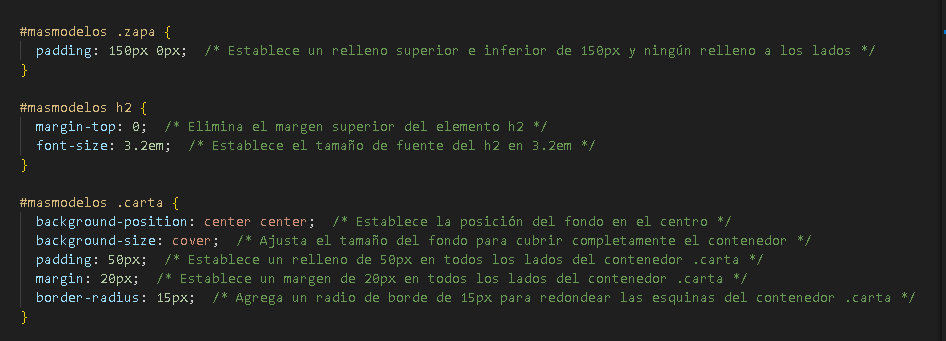 #masmodelos .zapa {
padding: 150px 0px; /* Establece un relleno superior e inferior de 150px y ningún relleno a los lados */
}
#masmodelos h2 {
margin-top: 0; /* Elimina el margen superior del elemento h2 */
font-size: 3.2em; /* Establece el tamaño de fuente del h2 en 3.2em */
}
#masmodelos .carta {
background-position: center center; /* Establece la posición del fondo en el centro */
background-size: cover; /* Ajusta el tamaño del fondo para cubrir completamente el contenedor */
padding: 50px; /* Establece un relleno de 50px en todos los lados del contenedor .carta */
margin: 20px; /* Establece un margen de 20px en todos los lados del contenedor .carta */
border-radius: 15px; /* Agrega un radio de borde de 15px para redondear las esquinas del contenedor .carta */
}